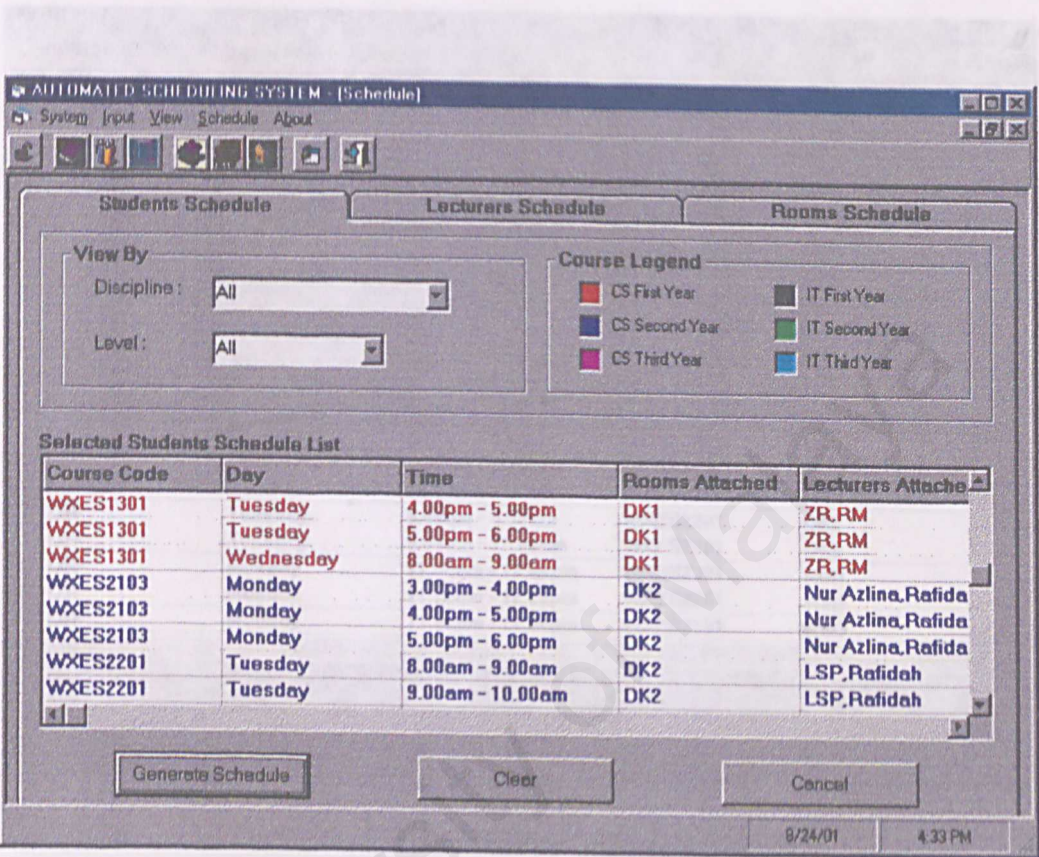 AUTOMATED SCHEDULING SYSTEM - [Schedule]
System Input View Schedule About
Students Schedule Lecturers Schedule Rooms Schedule
View By Course Legend
Discipline : All CS First Year IT First Year
CS Second Year IT Second Year
Level : All CS Third Year IT Third Year
Selected Students Schedule List
Course Code Day Time Rooms Attached Lecturers Attache
WXES1301 Tuesday 4.00pm - 5.00pm DK1 ZR,RM
WXES1301 Tuesday 5.00pm - 6.00pm DK1 ZR,RM
WXES1301 Wednesday 8.00am - 9.00am DK1 ZR,RM
WXES2103 Monday 3.00pm - 4.00pm DK2 Nur Azlina,Rafida
WXES2103 Monday 4.00pm - 5.00pm DK2 Nur Azlina,Rafida
WXES2103 Monday 5.00pm - 6.00pm DK2 Nur Azlina,Rafida
WXES2201 Tuesday 8.00am - 9.00am DK2 LSP,Rafidah
WXES2201 Tuesday 9.00am - 10.00am DK2 LSP,Rafidah
Generate Schedule Clear Cancel
8/24/01 4:33 PM
of Malaya